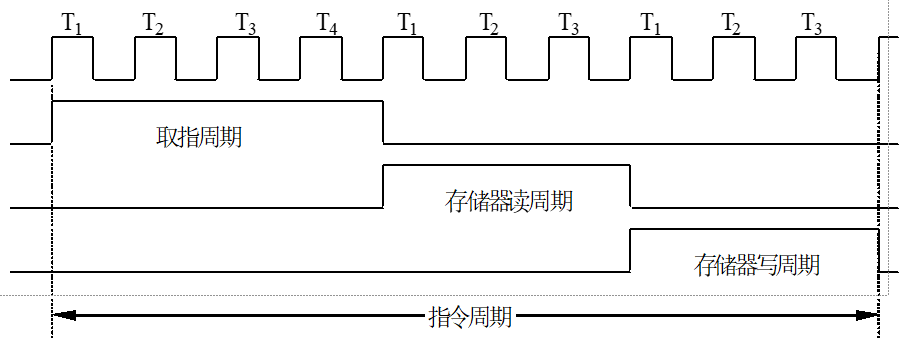 T1 T2 T3 T4 T1 T2 T3 T1 T2 T3
取指周期
存储器读周期
存储器写周期
指令周期